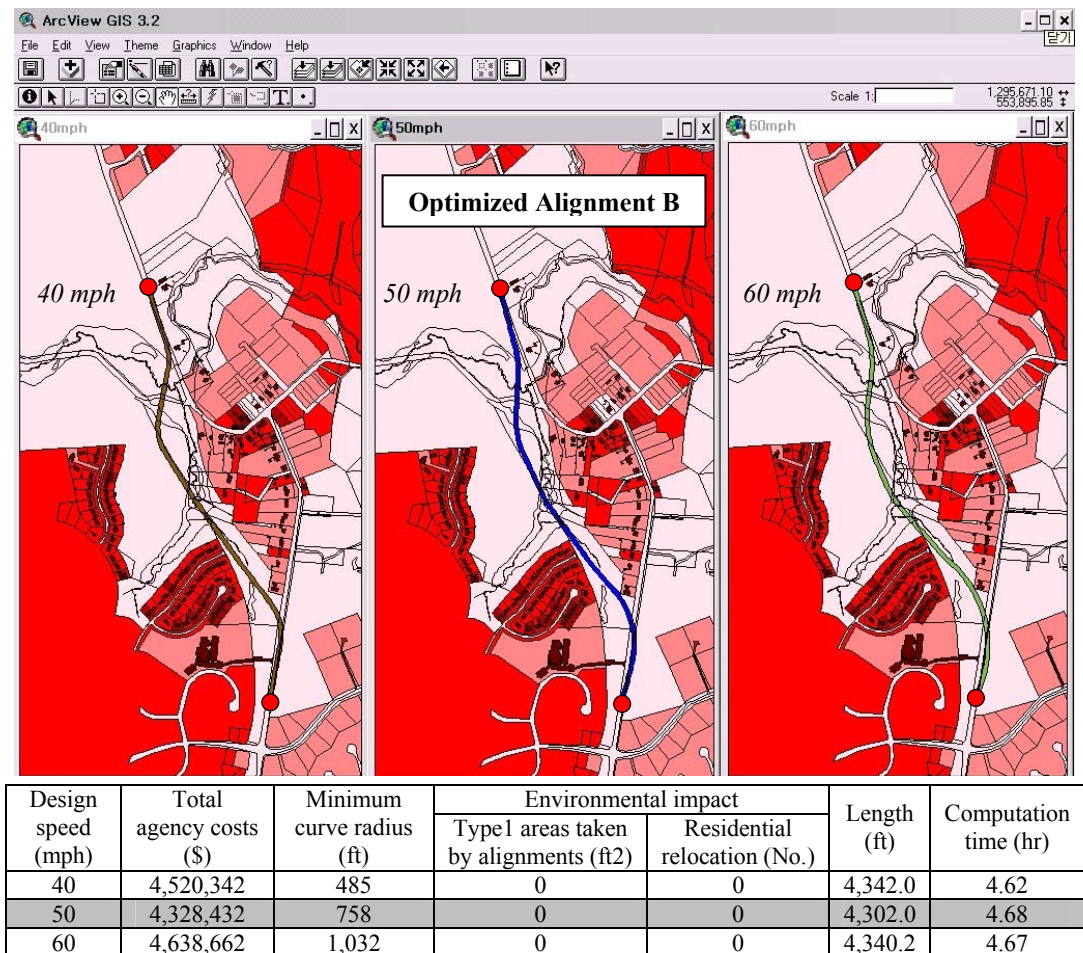 ArcView GIS 3.2
닫기
File Edit View Theme Graphics Window Help
Scale 1:
1,295,671.10
553,895.85
40mph
50mph
60mph
Optimized Alignment B
40 mph
50 mph
60 mph
Design speed (mph) Total agency costs ($) Minimum curve radius (ft) Environmental impact Length (ft) Computation time (hr)
Type1 areas taken by alignments (ft2) Residential relocation (No.)
40 4,520,342 485 0 0 4,342.0 4.62
50 4,328,432 758 0 0 4,302.0 4.68
60 4,638,662 1,032 0 0 4,340.2 4.67